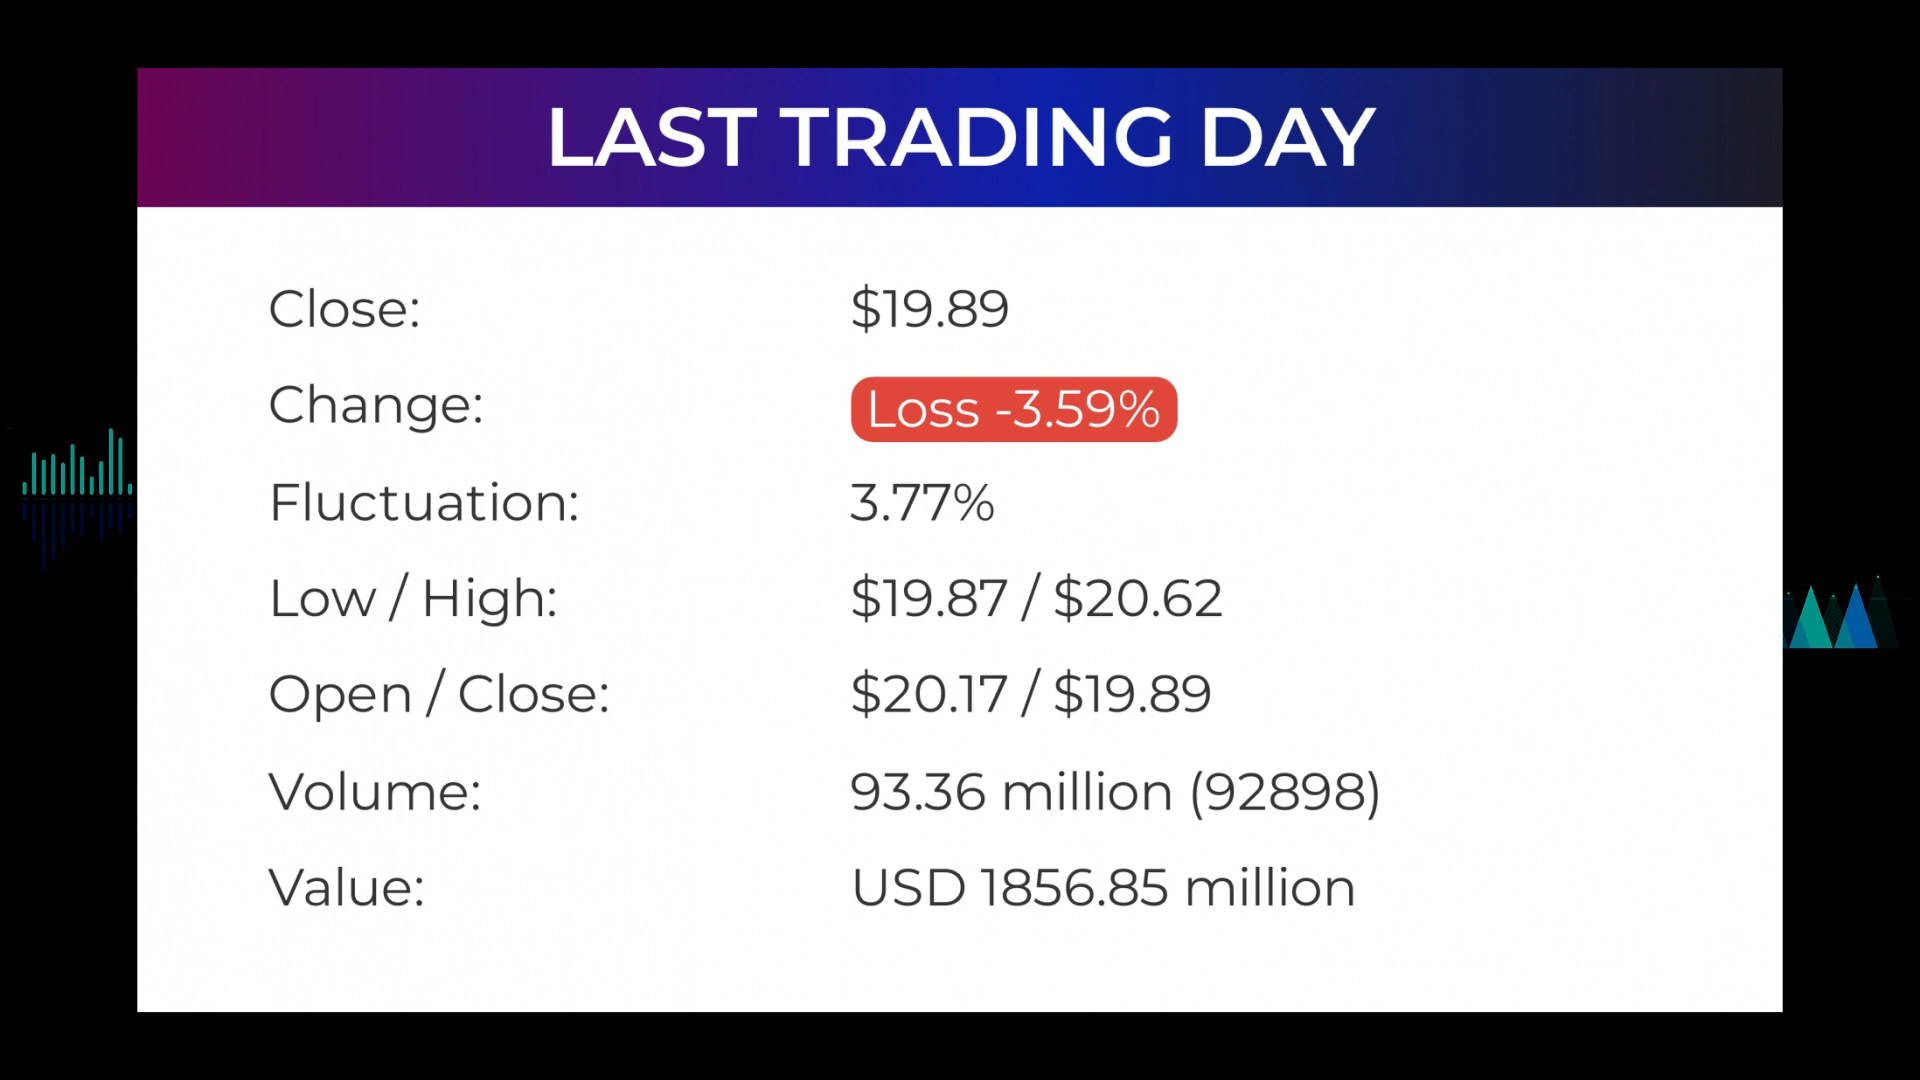 LAST TRADING DAY
Close: $19.89
Change: Loss -3.59%
Fluctuation: 3.77%
Low / High: $19.87 / $20.62
Open / Close: $20.17 / $19.89
Volume: 93.36 million (92898)
Value: USD 1856.85 million